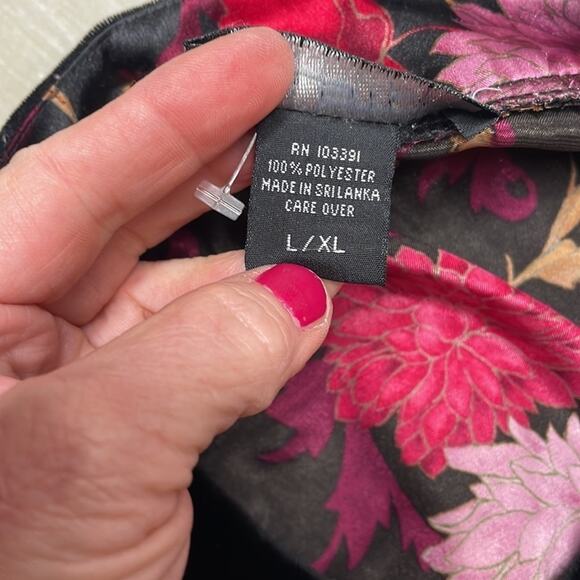 RN 103391
100% POLYESTER
MADE IN SRILANKA
CARE OVER
L/XL